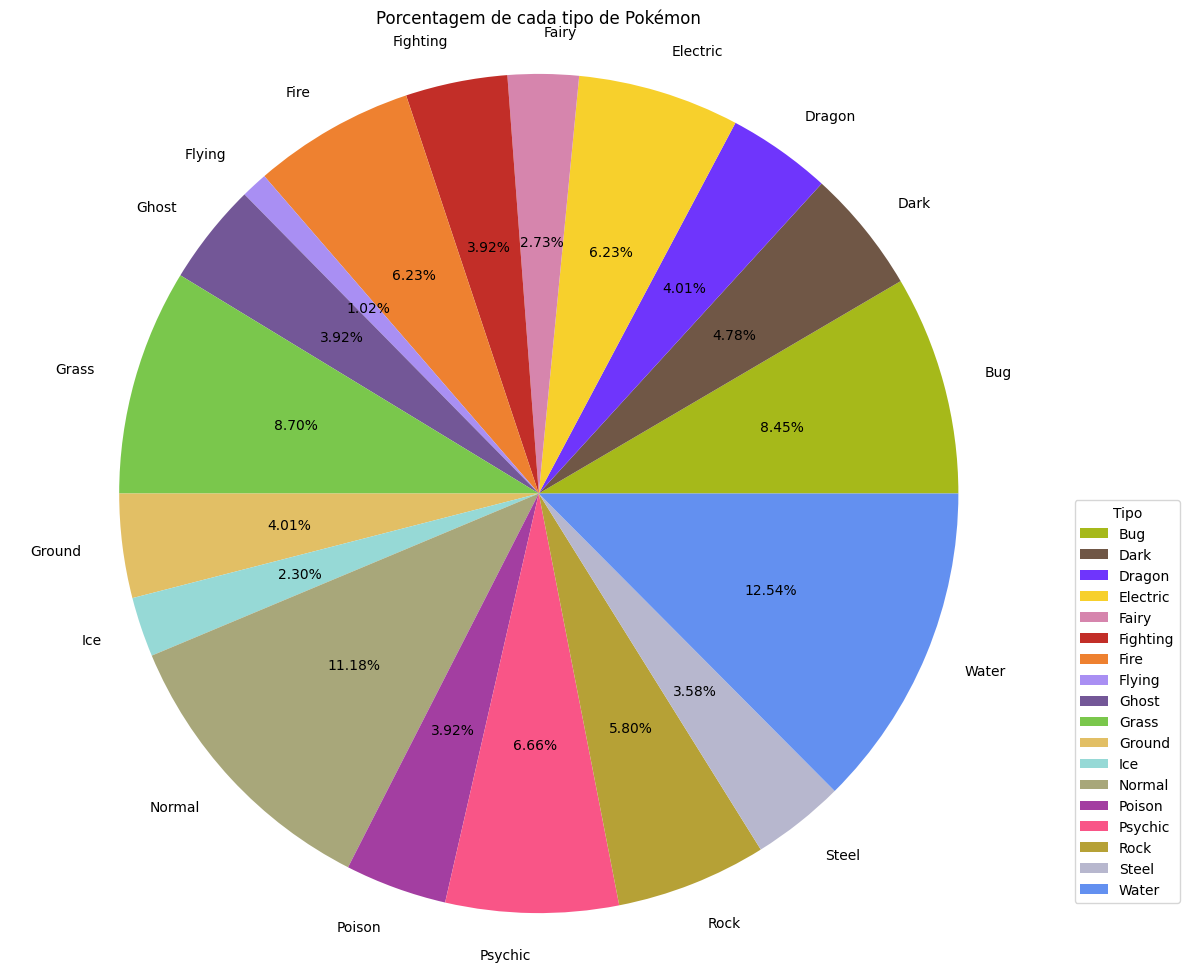 Porcentagem de cada tipo de Pokémon
Fairy
Fighting
Electric
Fire
Dragon
Flying
Ghost
Dark
2.73%
3.92%
6.23%
6.23%
4.01%
1.02%
3.92%
4.78%
Grass
Bug
8.70%
8.45%
4.01%
Ground
2.30%
12.54%
Ice
11.18%
Water
3.58%
3.92%
5.80%
6.66%
Normal
Steel
Poison
Rock
Psychic
Tipo
Bug
Dark
Dragon
Electric
Fairy
Fighting
Fire
Flying
Ghost
Grass
Ground
Ice
Normal
Poison
Psychic
Rock
Steel
Water